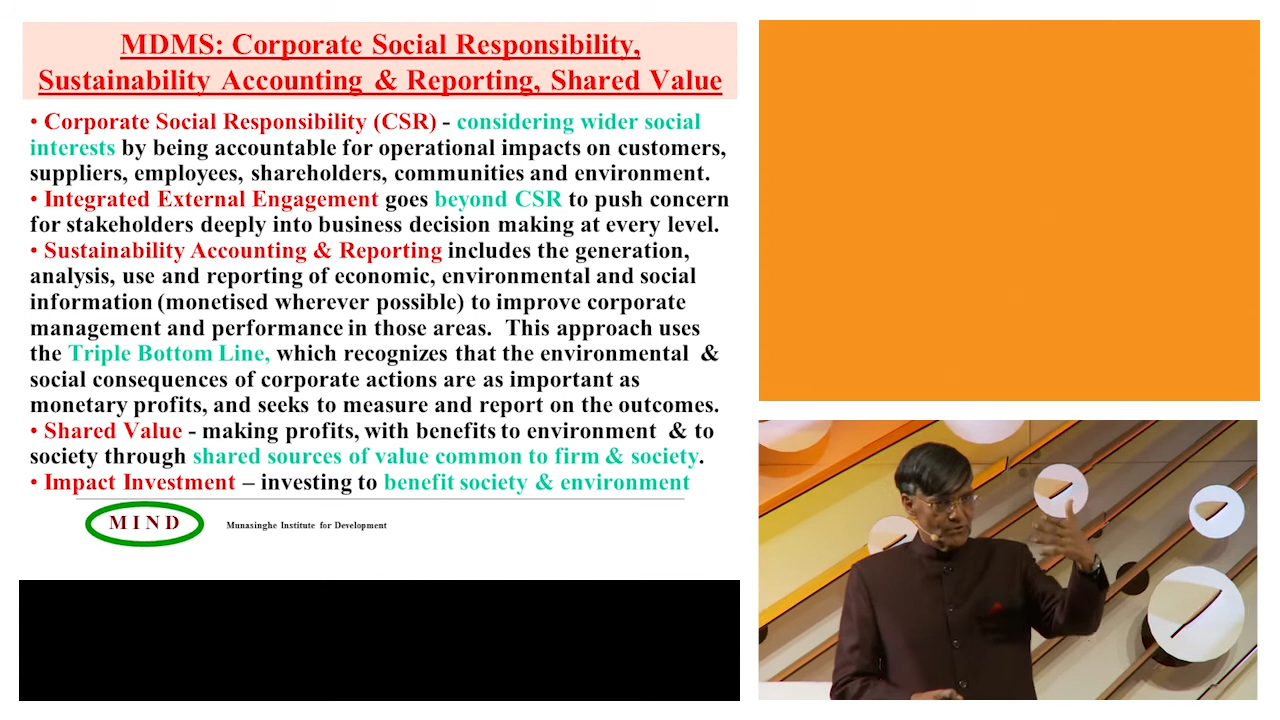 MDMS: Corporate Social Responsibility,
Sustainability Accounting & Reporting, Shared Value
• Corporate Social Responsibility (CSR) - considering wider social
interests by being accountable for operational impacts on customers,
suppliers, employees, shareholders, communities and environment.
• Integrated External Engagement goes beyond CSR to push concern
for stakeholders deeply into business decision making at every level.
• Sustainability Accounting & Reporting includes the generation,
analysis, use and reporting of economic, environmental and social
information (monetised wherever possible) to improve corporate
management and performance in those areas. This approach uses
the Triple Bottom Line, which recognizes that the environmental &
social consequences of corporate actions are as important as
monetary profits, and seeks to measure and report on the outcomes.
• Shared Value - making profits, with benefits to environment & to
society through shared sources of value common to firm & society.
• Impact Investment – investing to benefit society & environment
MIND
Munasinghe Institute for Development